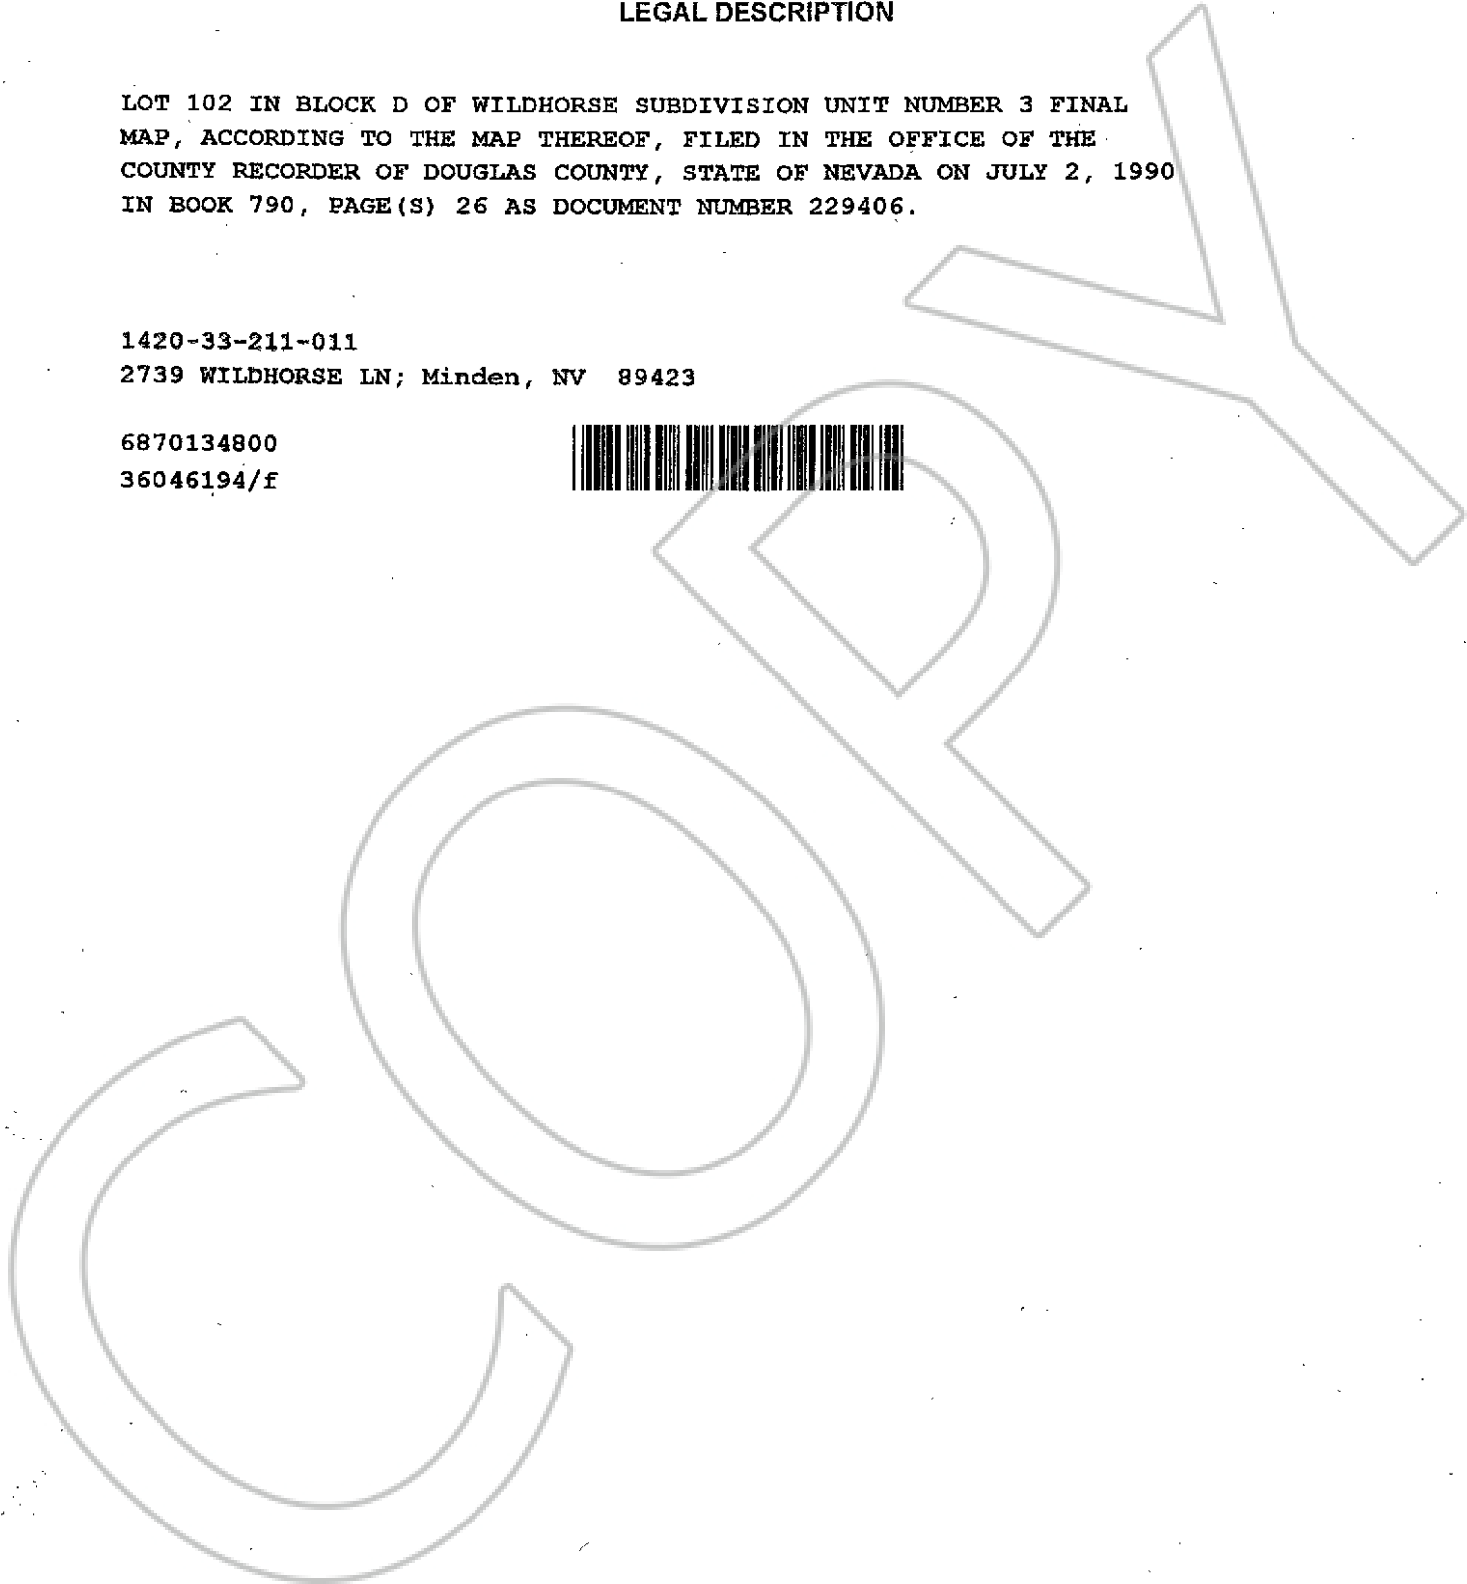 LEGAL DESCRIPTION
LOT 102 IN BLOCK D OF WILDHORSE SUBDIVISION UNIT NUMBER 3 FINAL
MAP, ACCORDING TO THE MAP THEREOF, FILED IN THE OFFICE OF THE
COUNTY RECORDER OF DOUGLAS COUNTY, STATE OF NEVADA ON JULY 2, 1990
IN BOOK 790, PAGE(S) 26 AS DOCUMENT NUMBER 229406.
1420-33-211-011
2739 WILDHORSE LN; Minden, NV  89423
6870134800
36046194/f
COPY